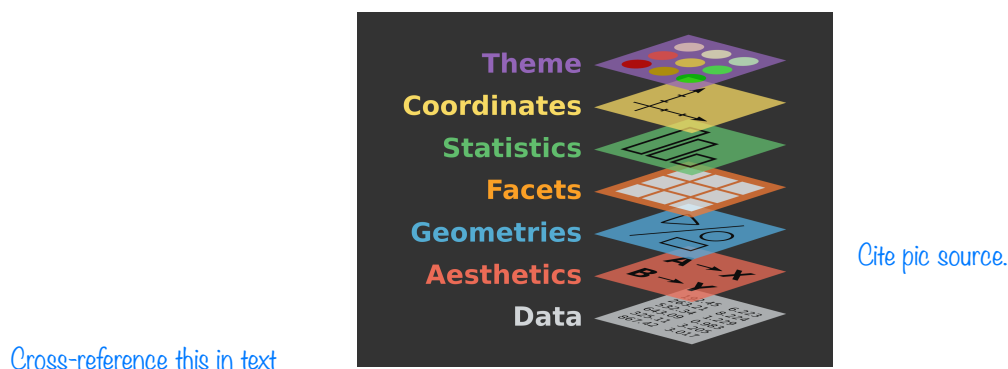 Theme
Coordinates
Statistics
Facets
Geometries
Aesthetics
Data
A → X
B → Y
Cite pic source.
Cross-reference this in text